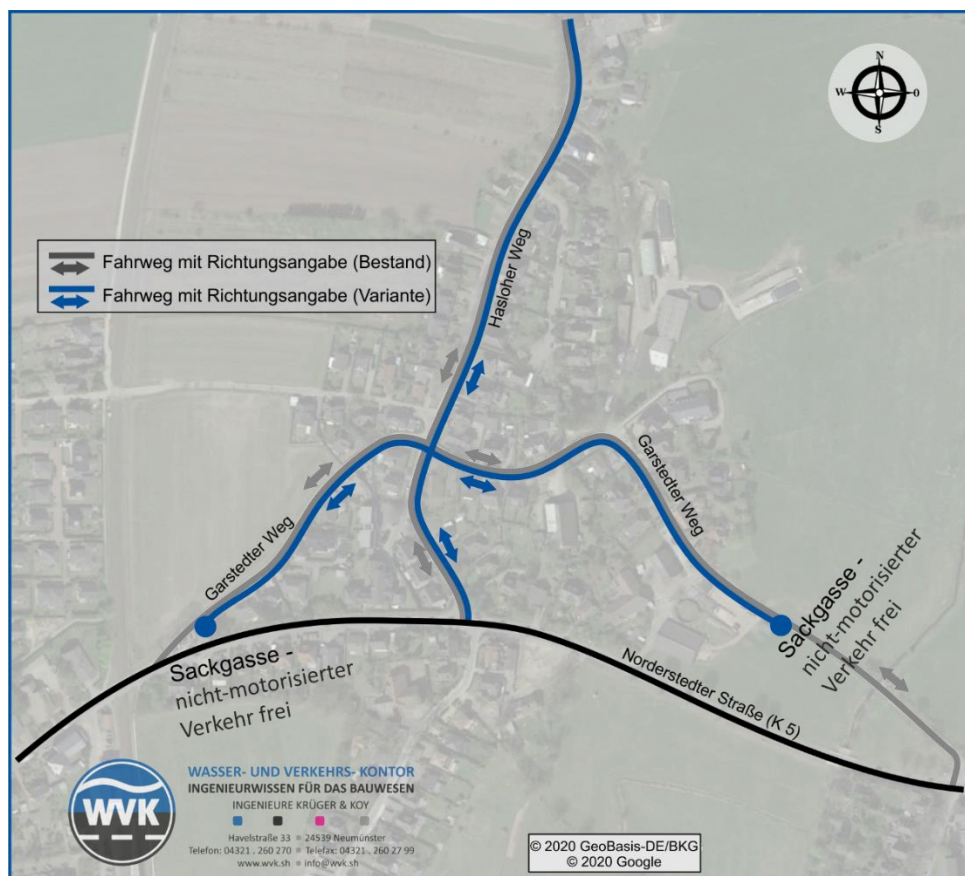 N
W O
S
Fahrweg mit Richtungsangabe (Bestand)
Fahrweg mit Richtungsangabe (Variante)
Hasloher Weg
Garstedter Weg
Garstedter Weg
Sackgasse -
nicht-motorisierter
Verkehr frei
Sackgasse -
nicht-motorisierter
Verkehr frei
Norderstedter Straße (K 5)
WVK
WASSER- UND VERKEHRS- KONTOR
INGENIEURWISSEN FÜR DAS BAUWESEN
INGENIEURE KRÜGER & KOY
Havelstraße 33 ■ 24539 Neumünster
Telefon: 04321 . 260 270 ■ Telefax: 04321 . 260 27 99
www.wvk.sh ■ info@wvk.sh
© 2020 GeoBasis-DE/BKG
© 2020 Google